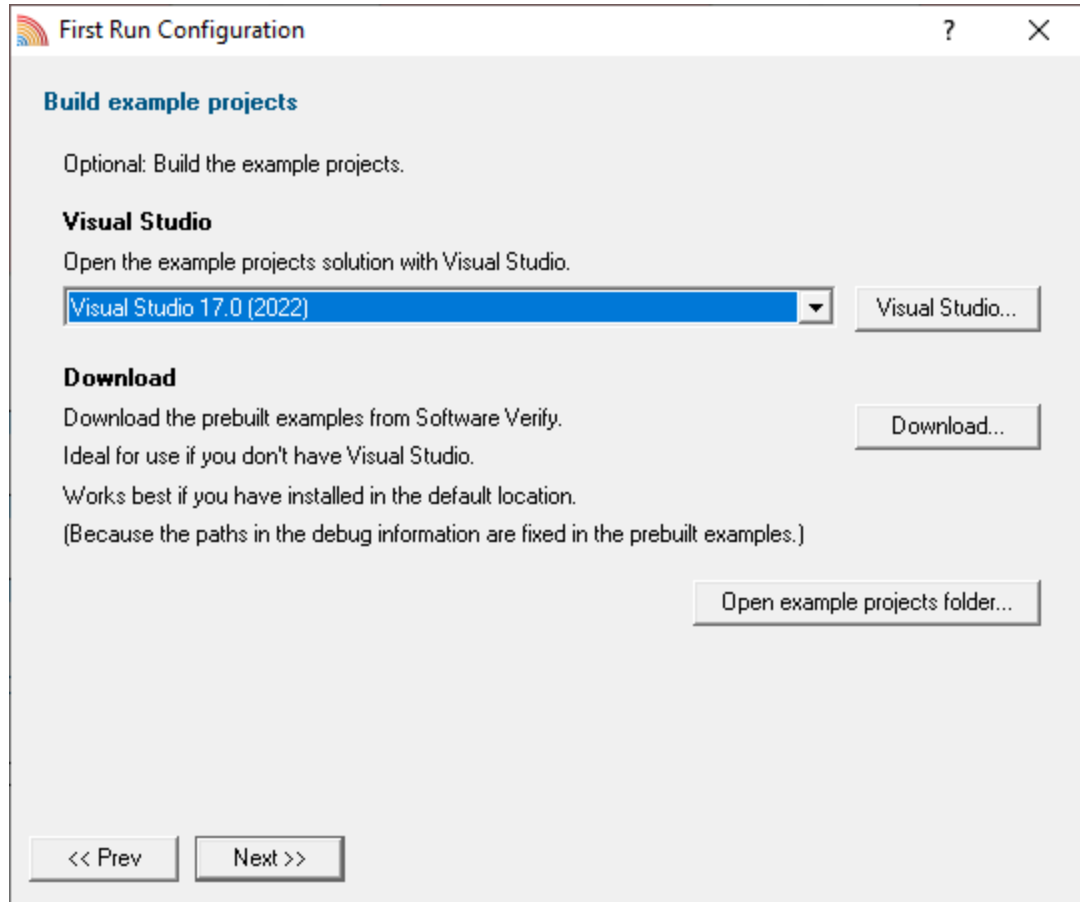 First Run Configuration
?
Build example projects
Optional: Build the example projects.
Visual Studio
Open the example projects solution with Visual Studio.
Visual Studio 17.0 (2022)
Visual Studio...
Download
Download the prebuilt examples from Software Verify.
Download...
Ideal for use if you don't have Visual Studio.
Works best if you have installed in the default location.
(Because the paths in the debug information are fixed in the prebuilt examples.)
Open example projects folder...
<< Prev
Next >>